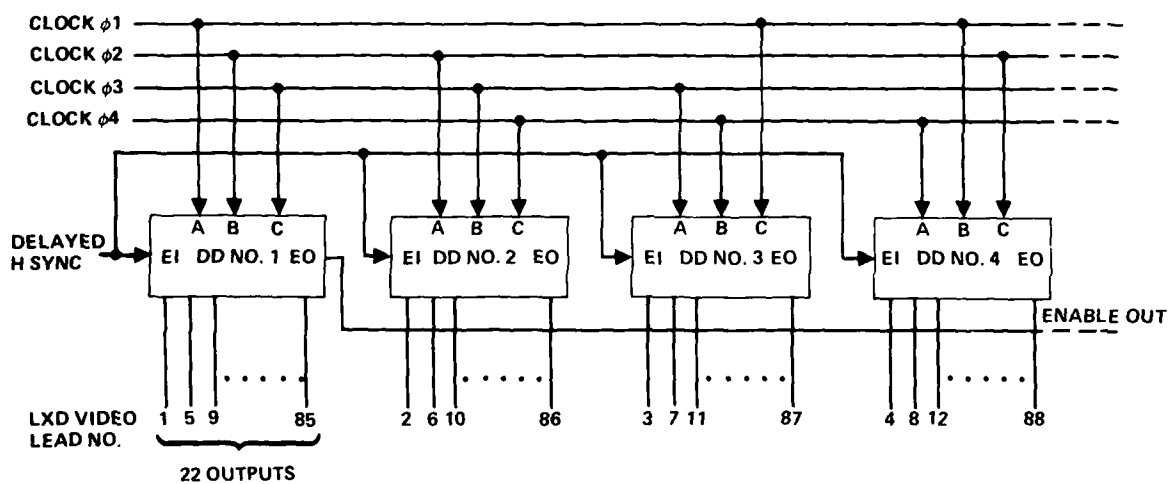 CLOCK ϕ1
CLOCK ϕ2
CLOCK ϕ3
CLOCK ϕ4
A B C
A B C
A B C
A B C
DELAYED
H SYNC
EI DD NO. 1 EO
EI DD NO. 2 EO
EI DD NO. 3 EO
EI DD NO. 4 EO
ENABLE OUT
LXD VIDEO
LEAD NO.
1 5 9 ..... 85
2 6 10 ..... 86
3 7 11 ..... 87
4 8 12 ..... 88
22 OUTPUTS